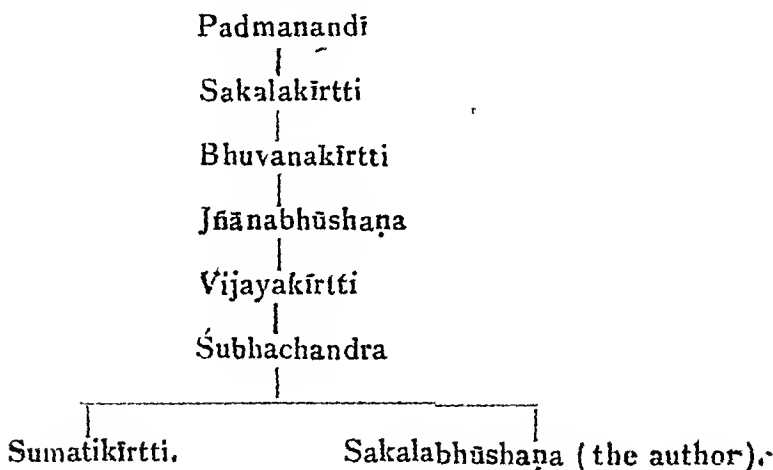 Padmanandī
Sakalakīrtti
Bhuvanakīrtti
Jñānabhūshaṇa
Vijayakīrtti
Śubhachandra
Sumatikīrtti. Sakalabhūshaṇa ( the author).